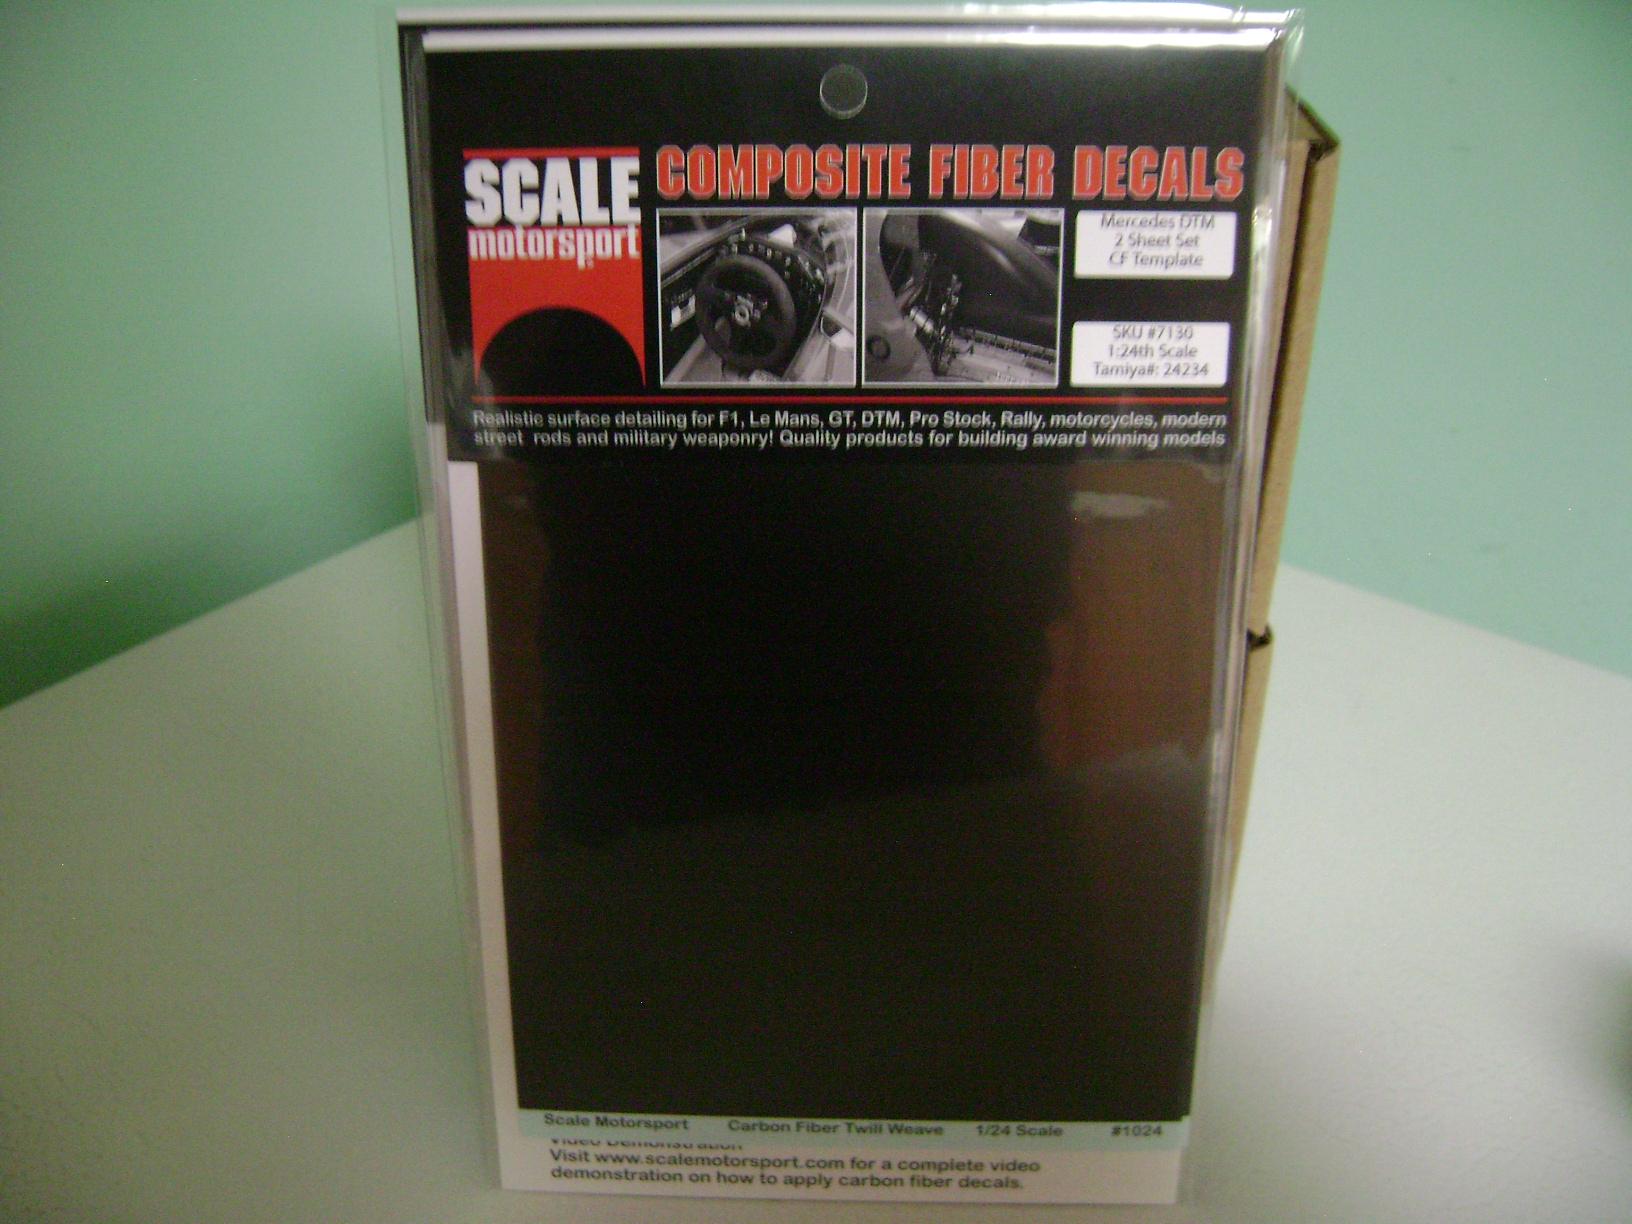 SCALE
motorsport
COMPOSITE FIBER DECALS
Mercedes DTM
2 Sheet Set
CF Template
SKU #7130
1:24th Scale
Tamiya#: 24234
Realistic surface detailing for F1, Le Mans, GT, DTM, Pro Stock, Rally, motorcycles, modern
street rods and military weaponry! Quality products for building award winning models
Scale Motorsport Carbon Fiber Twill Weave 1/24 Scale #1024
Video Demonstration
Visit www.scalemotorsport.com for a complete video
demonstration on how to apply carbon fiber decals.